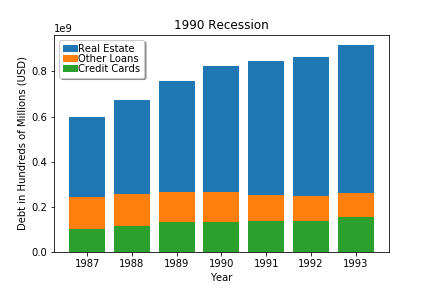 1990 Recession
1e9
Real Estate
Other Loans
Credit Cards
Debt in Hundreds of Millions (USD)
0.8
0.6
0.4
0.2
0.0
1987 1988 1989 1990 1991 1992 1993
Year